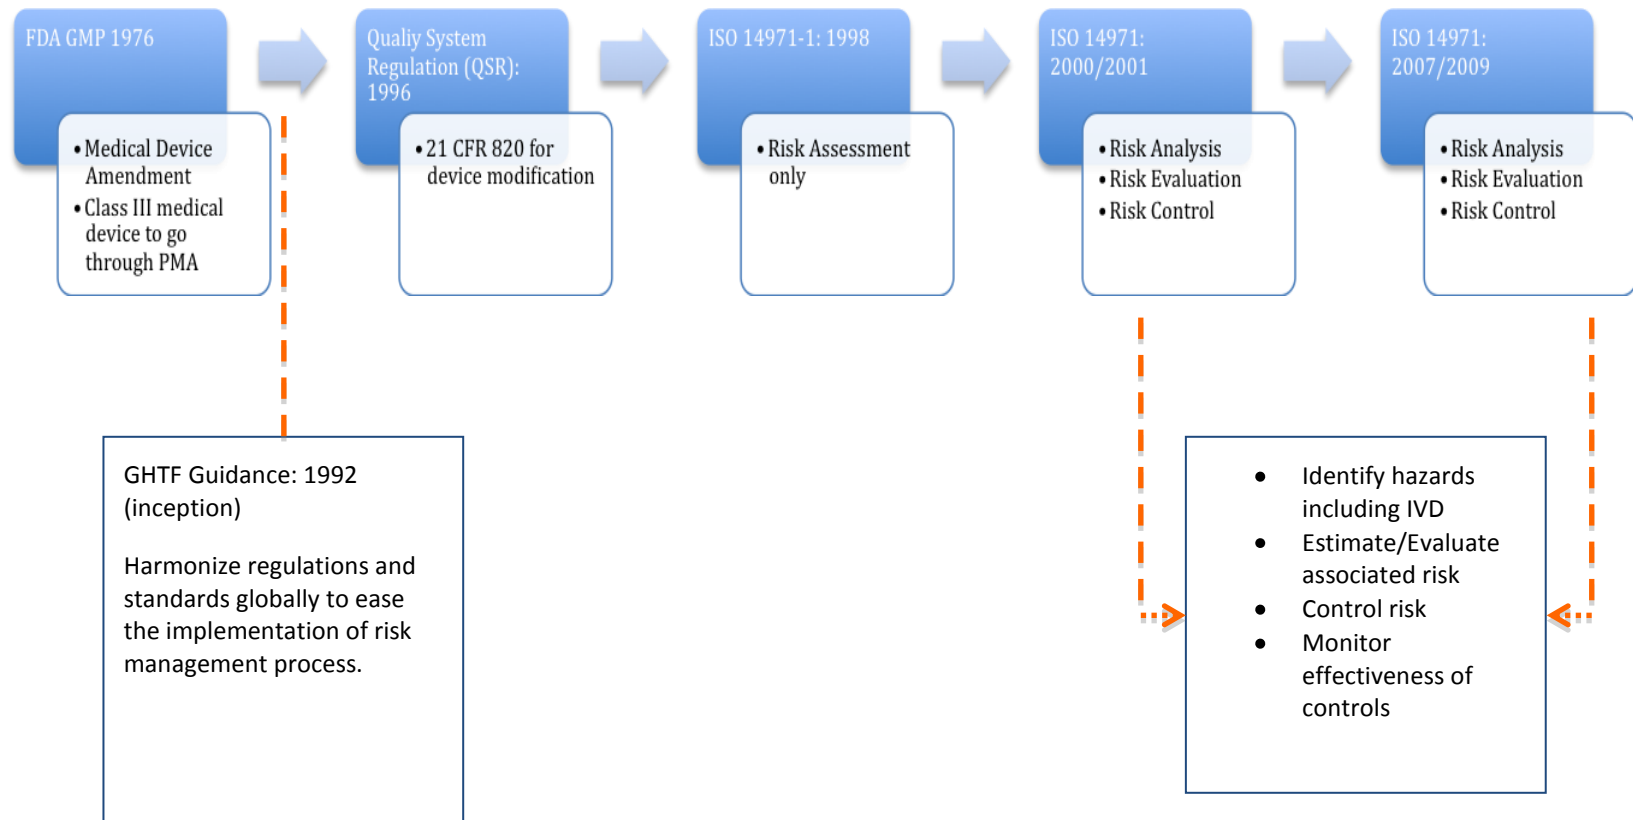 FDA GMP 1976
• Medical Device
Amendment
• Class III medical
device to go
through PMA
Qualiy System
Regulation (QSR):
1996
• 21 CFR 820 for
device modification
ISO 14971-1: 1998
• Risk Assessment
only
ISO 14971:
2000/2001
• Risk Analysis
• Risk Evaluation
• Risk Control
ISO 14971:
2007/2009
• Risk Analysis
• Risk Evaluation
• Risk Control
GHTF Guidance: 1992
(inception)
Harmonize regulations and
standards globally to ease
the implementation of risk
management process.
● Identify hazards
including IVD
● Estimate/Evaluate
associated risk
● Control risk
● Monitor
effectiveness of
controls